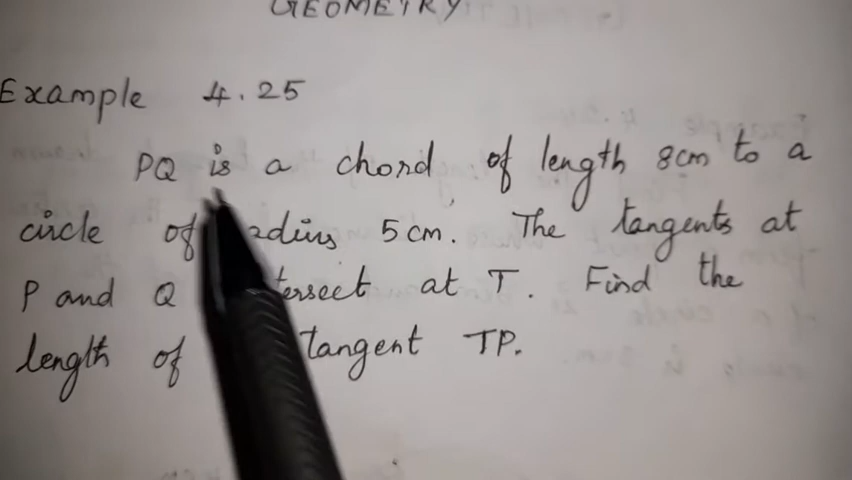 GEOMETRY
Example 4.25
PQ is a chord of length 8cm to a
circle of adius 5cm. The tangents at
P and Q tersect at T. Find the
length of tangent TP.